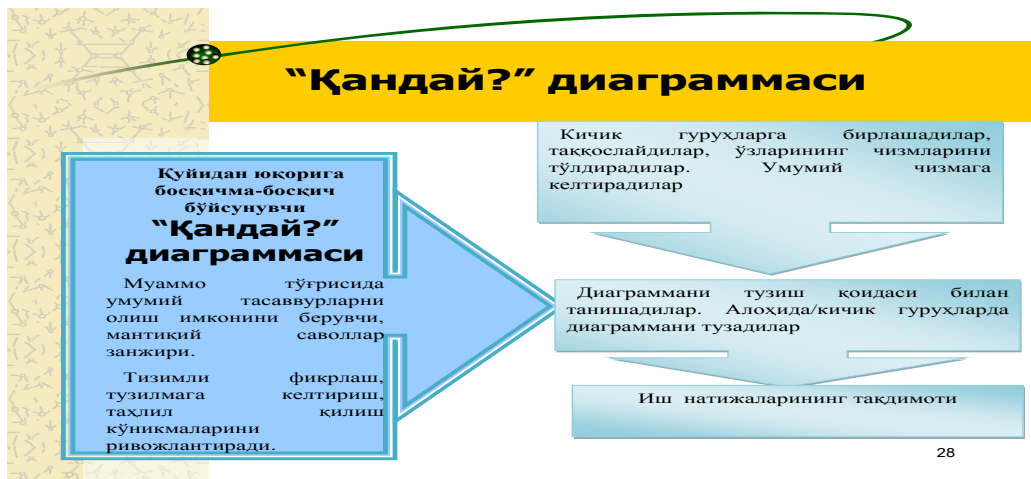 “Қандай?” диаграммаси
Қуйидан юқорига
босқичма-босқич
бўйсунувчи
“Қандай?”
диаграммаси
Муаммо тўғрисида
умумий тасаввурларни
олиш имконини берувчи,
мантиқий саволлар
занжири.
Тизимли фикрлаш,
тузилмага келтириш,
таҳлил қилиш
кўникмаларини
ривожлантиради.
Кичик гуруҳларга бирлашадилар,
таққослайдилар, ўзларининг чизмларини
тўлдирадилар. Умумий чизмага
келтирадилар
Диаграммани тузиш қоидаси билан
танишадилар. Алоҳида/кичик гуруҳларда
диаграммани тузадилар
Иш натижаларининг тақдимоти
28